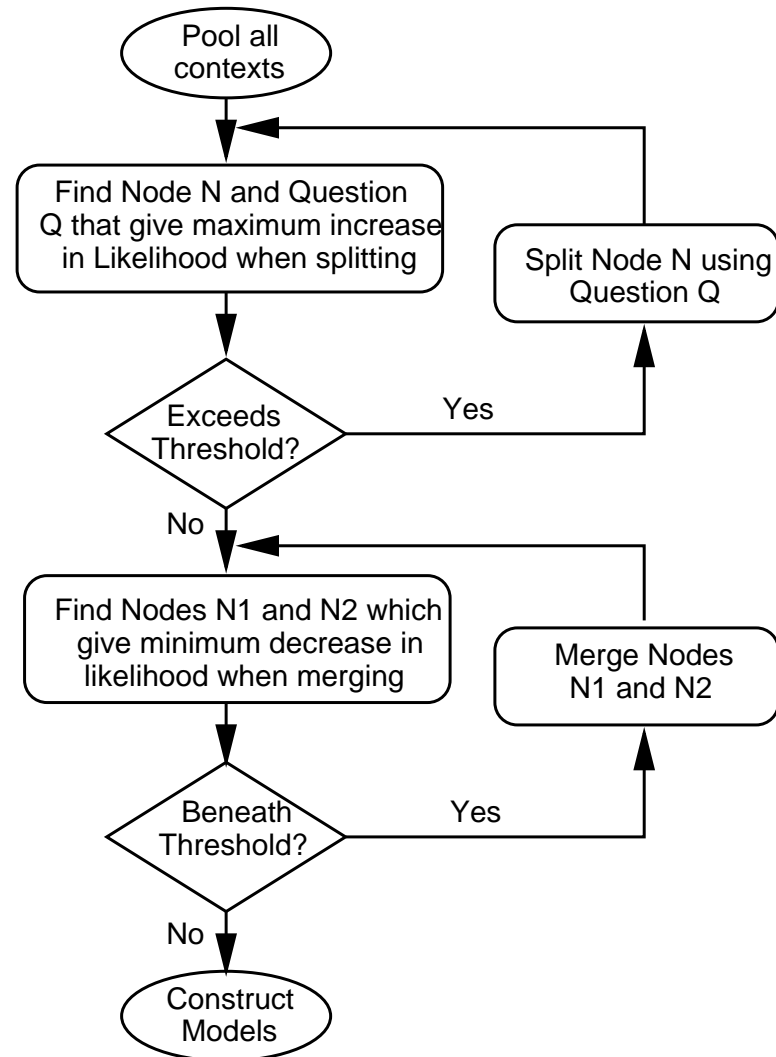 Pool all
contexts
Find Node N and Question
Q that give maximum increase
in Likelihood when splitting
Split Node N using
Question Q
Exceeds
Threshold?
Yes
No
Find Nodes N1 and N2 which
give minimum decrease in
likelihood when merging
Merge Nodes
N1 and N2
Beneath
Threshold?
Yes
No
Construct
Models